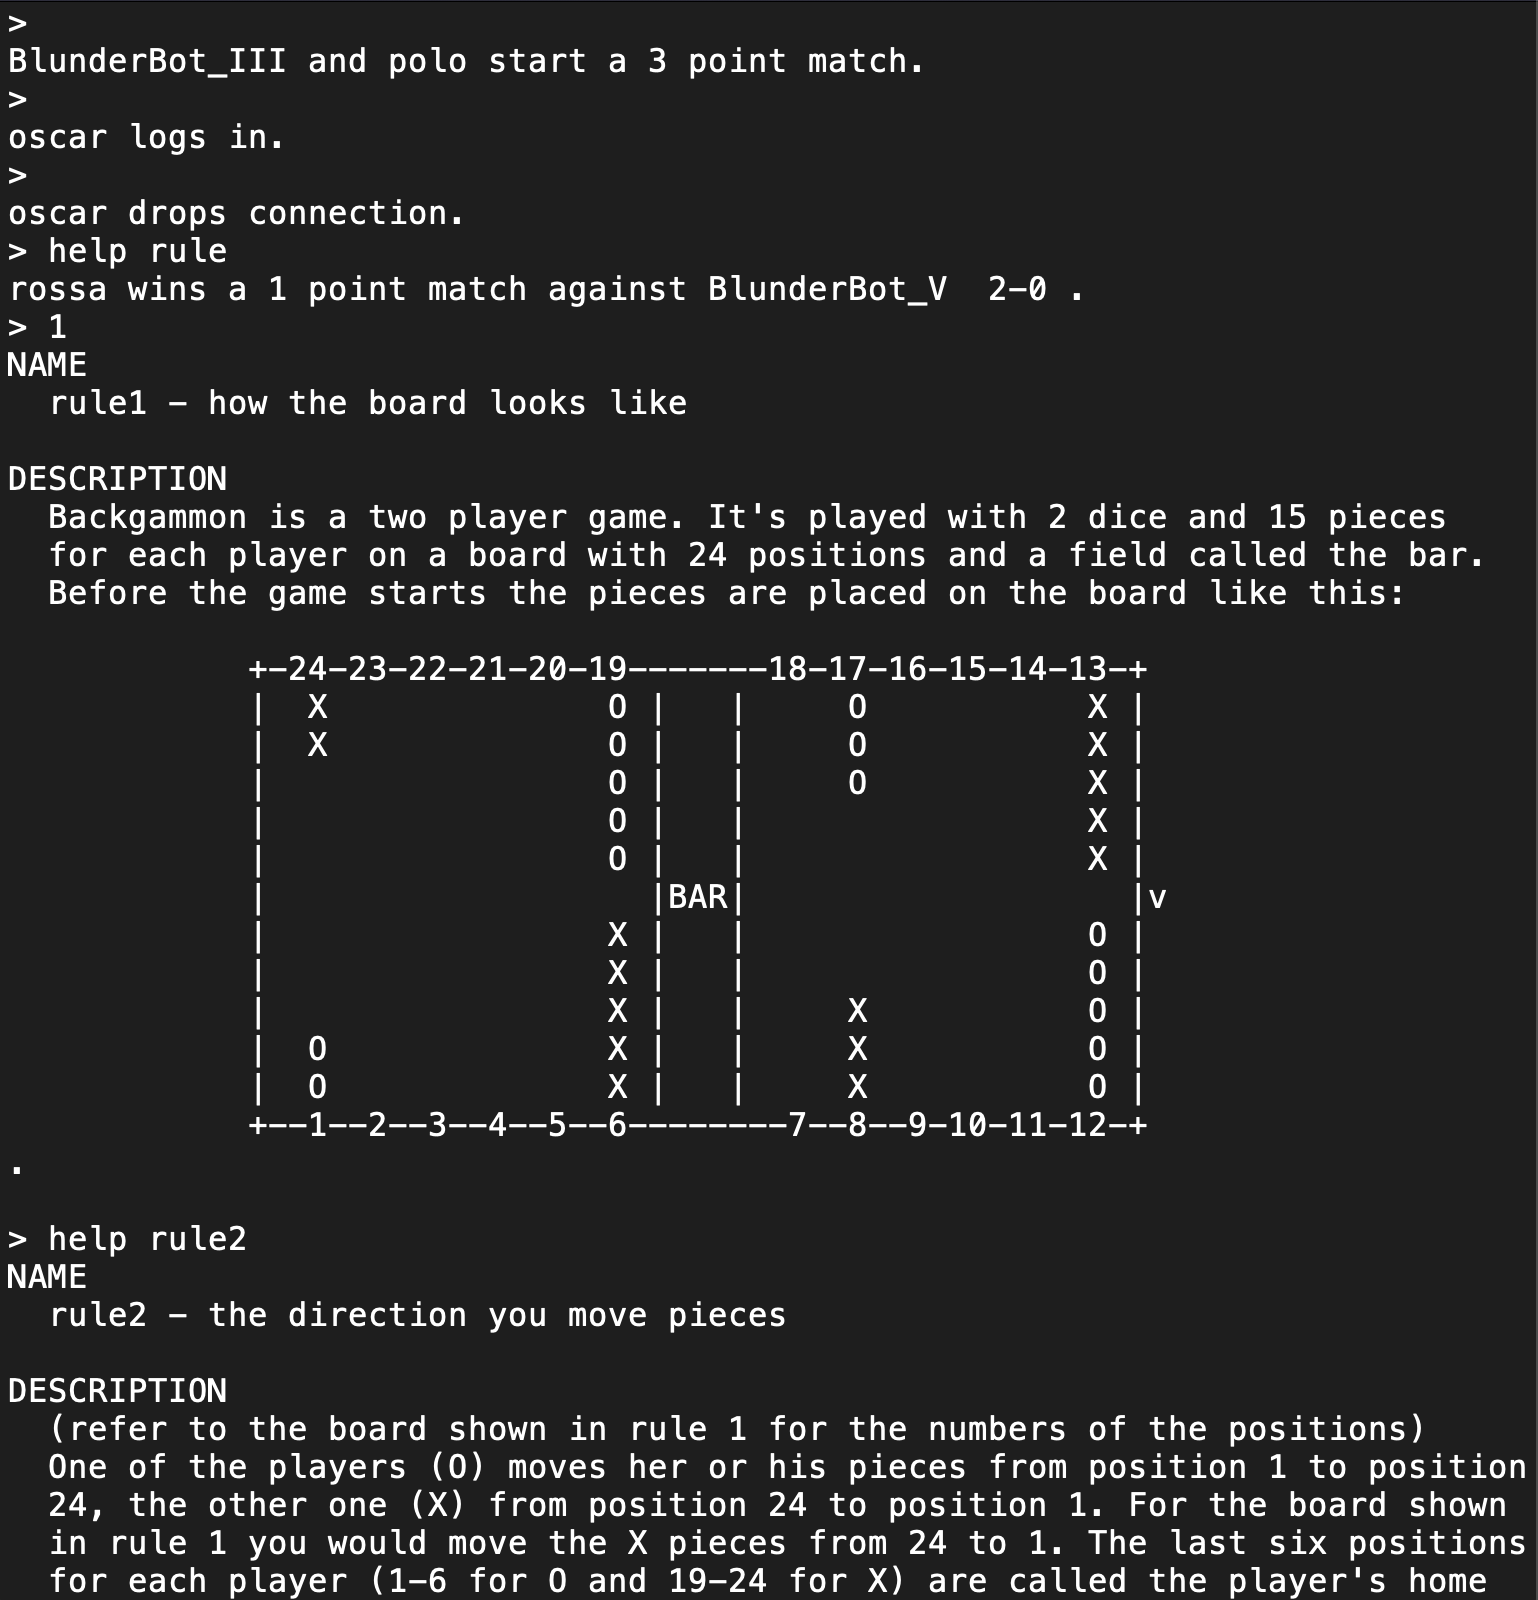 >
BlunderBot_III and polo start a 3 point match.
>
oscar logs in.
>
oscar drops connection.
> help rule
rossa wins a 1 point match against BlunderBot_V  2-0 .
> 1
NAME
  rule1 - how the board looks like

DESCRIPTION
  Backgammon is a two player game. It's played with 2 dice and 15 pieces
  for each player on a board with 24 positions and a field called the bar.
  Before the game starts the pieces are placed on the board like this:

            +-24-23-22-21-20-19-------18-17-16-15-14-13-+
            |  X              O |   |     O           X |
            |  X              O |   |     O           X |
            |                 O |   |     O           X |
            |                 O |   |                 X |
            |                 O |   |                 X |
            |                   |BAR|                   |v
            |                 X |   |                 O |
            |                 X |   |                 O |
            |                 X |   |     X           O |
            |  O              X |   |     X           O |
            |  O              X |   |     X           O |
            +--1--2--3--4--5--6--------7--8--9-10-11-12-+
.

> help rule2
NAME
  rule2 - the direction you move pieces

DESCRIPTION
  (refer to the board shown in rule 1 for the numbers of the positions)
  One of the players (O) moves her or his pieces from position 1 to position
  24, the other one (X) from position 24 to position 1. For the board shown
  in rule 1 you would move the X pieces from 24 to 1. The last six positions
  for each player (1-6 for O and 19-24 for X) are called the player's home